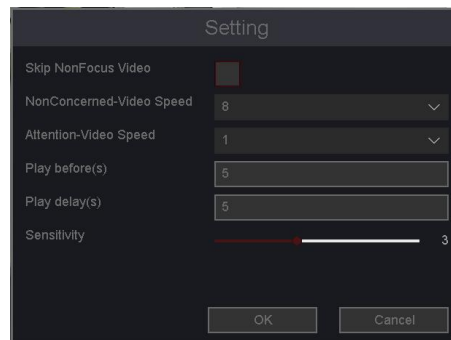 Setting
Skip NonFocus Video
NonConcerned-Video Speed 8
Attention-Video Speed 1
Play before(s) 5
Play delay(s) 5
Sensitivity 3
OK Cancel